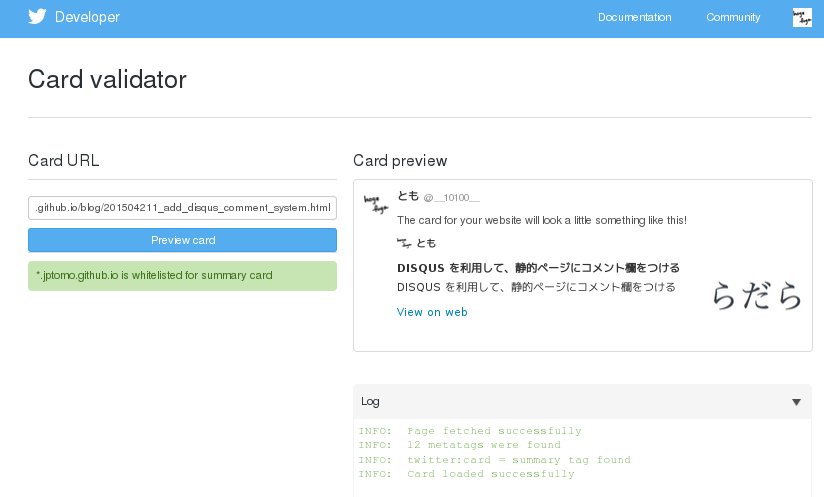 Developer
Documentation
Community
Card validator
Card URL
.github.io/blog/201504211_add_disqus_comment_system.html
Preview card
*.jptomo.github.io is whitelisted for summary card
Card preview
とも @__10100__
The card for your website will look a little something like this!
とも
DISQUS を利用して、静的ページにコメント欄をつける
DISQUS を利用して、静的ページにコメント欄をつける
View on web
らだら
Log
INFO: Page fetched successfully
INFO: 12 metatags were found
INFO: twitter:card = summary tag found
INFO: Card loaded successfully